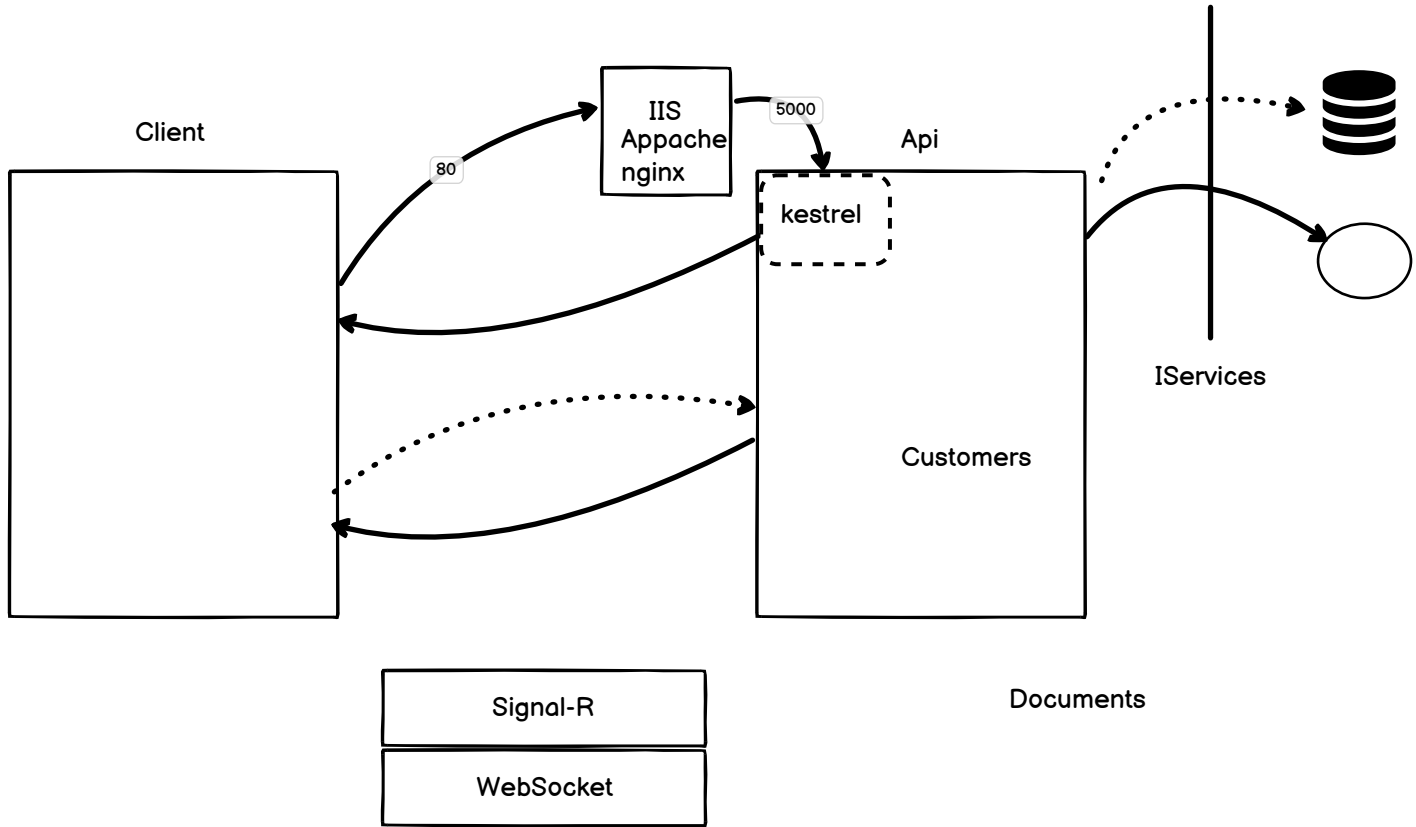 IIS
Appache
nginx
5000
Client
Api
80
kestrel
IServices
Customers
Signal-R
Documents
WebSocket